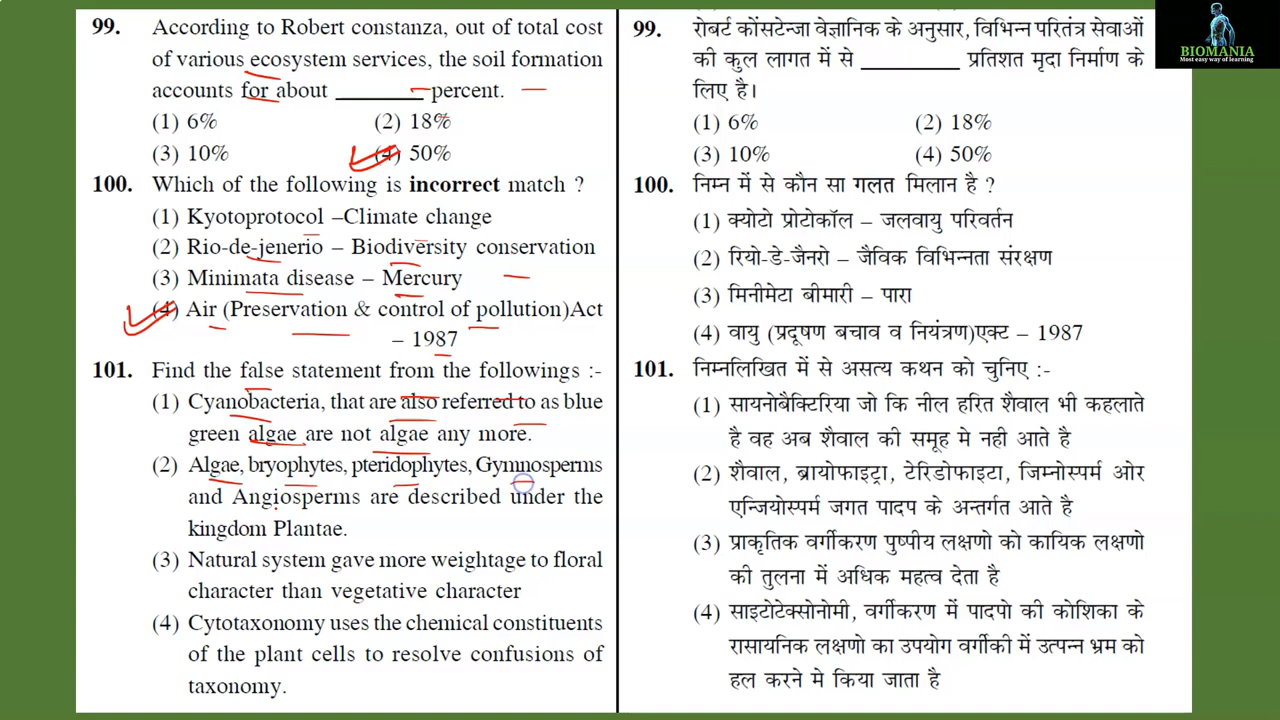 99. According to Robert constanza, out of total cost
of various ecosystem services, the soil formation
accounts for about ________ percent.
(1) 6% (2) 18%
(3) 10% (4) 50%
100. Which of the following is incorrect match ?
(1) Kyotoprotocol –Climate change
(2) Rio-de-jenerio – Biodiversity conservation
(3) Minimata disease – Mercury
(4) Air (Preservation & control of pollution)Act
– 1987
101. Find the false statement from the followings :-
(1) Cyanobacteria, that are also referred to as blue
green algae are not algae any more.
(2) Algae, bryophytes, pteridophytes, Gymnosperms
and Angiosperms are described under the
kingdom Plantae.
(3) Natural system gave more weightage to floral
character than vegetative character
(4) Cytotaxonomy uses the chemical constituents
of the plant cells to resolve confusions of
taxonomy.
99. रोबर्ट कोंसटेन्जा वेज्ञानिक के अनुसार, विभिन्न परितंत्र सेवाओं
की कुल लागत में से _________ प्रतिशत मृदा निर्माण के
लिए है।
(1) 6% (2) 18%
(3) 10% (4) 50%
100. निम्न में से कौन सा गलत मिलान है ?
(1) क्योटो प्रोटोकॉल – जलवायु परिवर्तन
(2) रियो-डे-जैनरो – जैविक विभिन्नता संरक्षण
(3) मिनीमेटा बीमारी – पारा
(4) वायु (प्रदूषण बचाव व नियंत्रण)एक्ट – 1987
101. निम्नलिखित में से असत्य कथन को चुनिए :-
(1) सायनोबैक्टिरिया जो कि नील हरित शैवाल भी कहलाते
है वह अब शैवाल की समूह मे नही आते है
(2) शैवाल, ब्रायोफाइट्रा, टेरिडोफाइटा, जिम्नोस्पर्म ओर
एन्जियोस्पर्म जगत पादप के अन्तर्गत आते है
(3) प्राकृतिक वर्गीकरण पुष्पीय लक्षणो को कायिक लक्षणो
की तुलना में अधिक महत्व देता है
(4) साइटोटेक्सोनोमी, वर्गीकरण में पादपो की कोशिका के
रासायनिक लक्षणो का उपयोग वर्गीकी में उत्पन्न भ्रम को
हल करने मे किया जाता है
BIOMANIA
Most easy way of learning